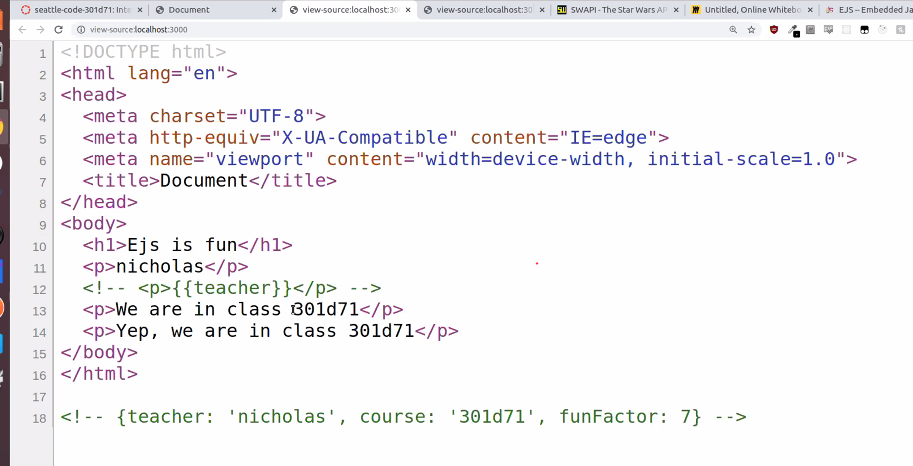 seattle-code-301d71: Inte
Document
view-source:localhost:300
view-source:localhost:30
SWAPI - The Star Wars AP
Untitled, Online Whitebo
EJS -- Embedded Ja
view-source:localhost:3000
1 <!DOCTYPE html>
2 <html lang="en">
3 <head>
4 <meta charset="UTF-8">
5 <meta http-equiv="X-UA-Compatible" content="IE=edge">
6 <meta name="viewport" content="width=device-width, initial-scale=1.0">
7 <title>Document</title>
8 </head>
9 <body>
10 <h1>Ejs is fun</h1>
11 <p>nicholas</p>
12 <!-- <p>{{teacher}}</p> -->
13 <p>We are in class 301d71</p>
14 <p>Yep, we are in class 301d71</p>
15 </body>
16 </html>
17
18 <!-- {teacher: 'nicholas', course: '301d71', funFactor: 7} -->